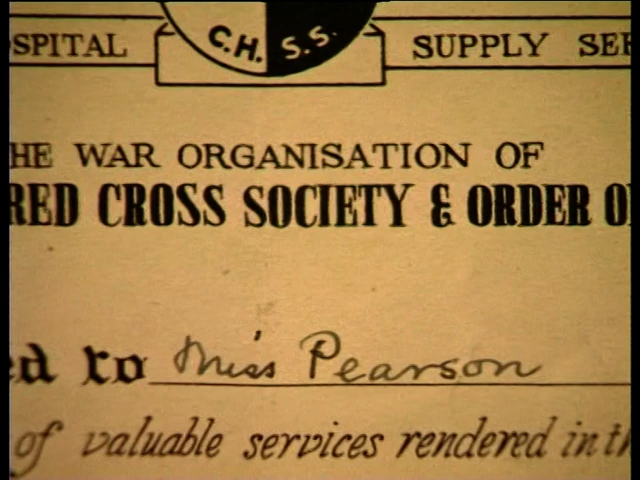 C.H. S.S.
SPITAL SUPPLY SER
HE WAR ORGANISATION OF
RED CROSS SOCIETY & ORDER O
ed to Miss Pearson
of valuable services rendered in th